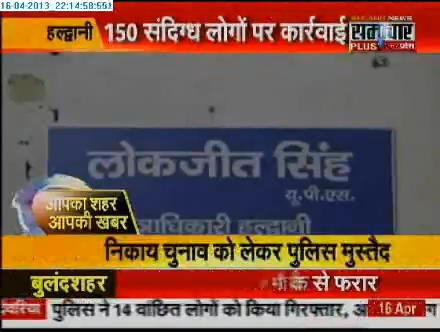 16-04-2013 22:14:58:55
हल्द्वानी 150 संदिग्ध लोगों पर कार्रवाई
समाचार
PLUS
लोकजीत सिंह
यू.पी.एस.
हल्द्वानी
आपका शहर
आपकी खबर
निकाय चुनाव को लेकर पुलिस मुस्तैद
बुलंदशहर
से फरार
पुलिस ने 14 वांछित लोगों को किया गिरफ्तार,
16 Apr